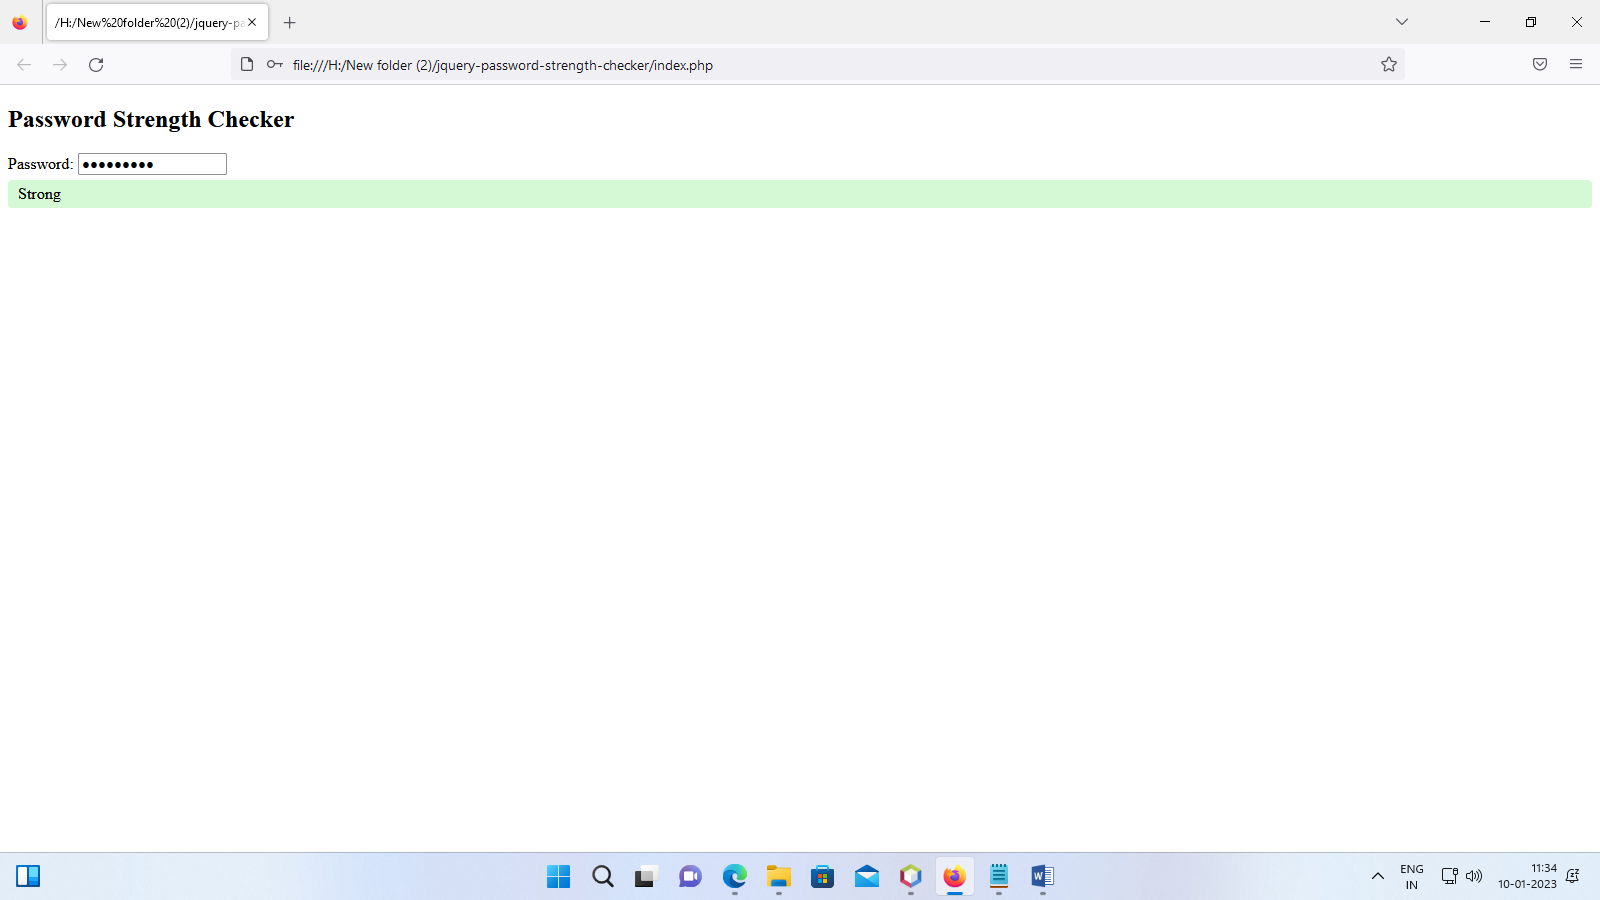 /H:/New%20folder%20(2)/jquery-pa
file:///H:/New folder (2)/jquery-password-strength-checker/index.php
Password Strength Checker
Password: ●●●●●●●●●
Strong
ENG
IN
11:34
10-01-2023